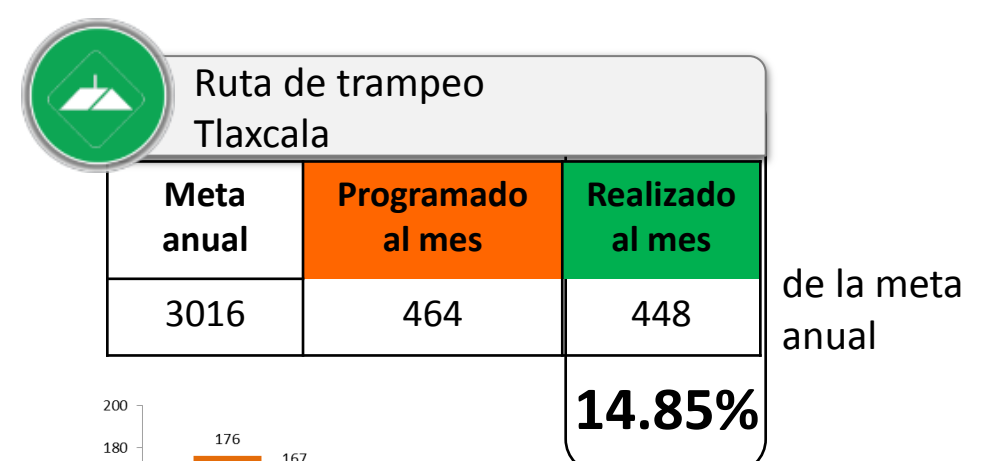 Ruta de trampeo
Tlaxcala
Meta anual
Programado al mes
Realizado al mes
3016
464
448
de la meta
anual
14.85%
200
180
176
167